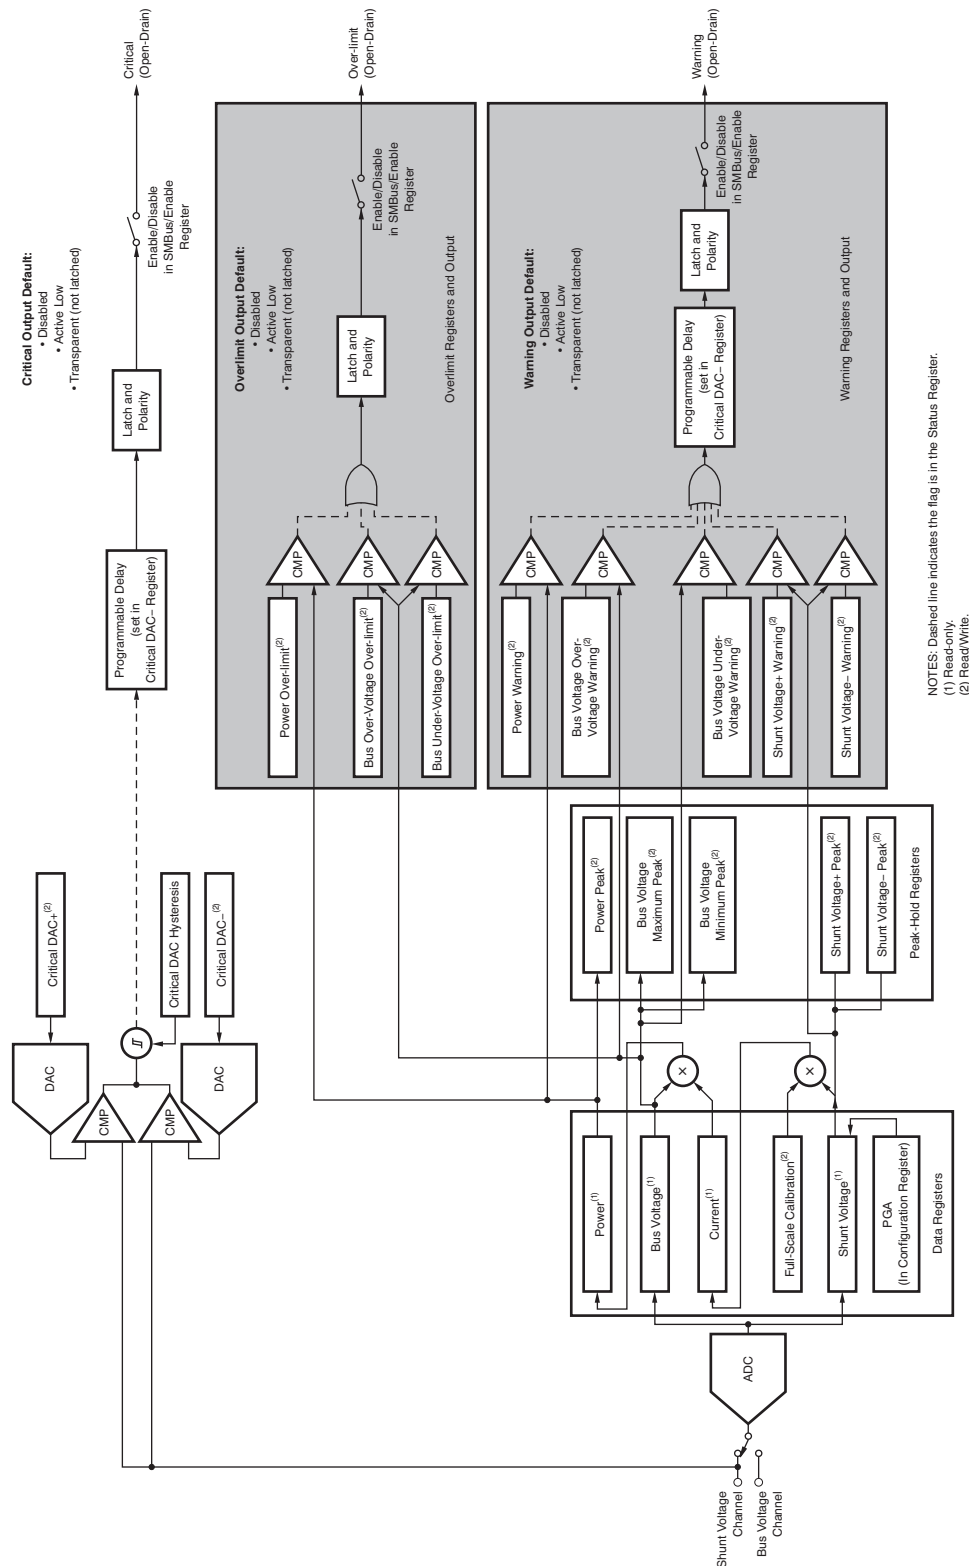 Critical Output Default:
• Disabled
• Active Low
• Transparent (not latched)
Critical DAC+(2)
DAC
CMP
CMP
DAC
Critical DAC Hysteresis
Critical DAC−(2)
Programmable Delay
(set in
Critical DAC− Register)
Latch and
Polarity
Enable/Disable
in SMBus/Enable
Register
Critical
(Open-Drain)
Overlimit Output Default:
• Disabled
• Active Low
• Transparent (not latched)
Power Over-limit(2)
CMP
Bus Over-Voltage Over-limit(2)
CMP
Bus Under-Voltage Over-limit(2)
CMP
Latch and
Polarity
Enable/Disable
in SMBus/Enable
Register
Overlimit Registers and Output
Over-limit
(Open-Drain)
Warning Output Default:
• Disabled
• Active Low
• Transparent (not latched)
Power Warning(2)
CMP
Bus Voltage Over-
Voltage Warning(2)
CMP
Bus Voltage Under-
Voltage Warning(2)
CMP
Shunt Voltage+ Warning(2)
CMP
Shunt Voltage− Warning(2)
CMP
Programmable Delay
(set in
Critical DAC− Register)
Latch and
Polarity
Enable/Disable
in SMBus/Enable
Register
Warning Registers and Output
Warning
(Open-Drain)
Power Peak(2)
Bus Voltage
Maximum Peak(2)
Bus Voltage
Minimum Peak(2)
Shunt Voltage+ Peak(2)
Shunt Voltage− Peak(2)
Peak-Hold Registers
×
×
Power(1)
Bus Voltage(1)
Current(1)
Full-Scale Calibration(2)
Shunt Voltage(1)
PGA
(In Configuration Register)
Data Registers
ADC
Shunt Voltage
Channel
Bus Voltage
Channel
NOTES: Dashed line indicates the flag is in the Status Register.
(1) Read-only.
(2) Read/Write.